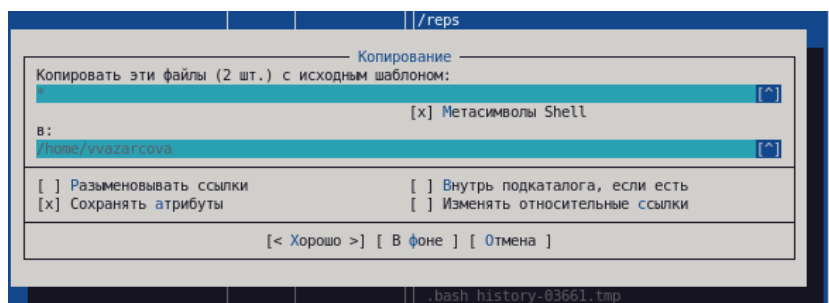 /reps
Копирование
Копировать эти файлы (2 шт.) с исходным шаблоном:
* [^]
[x] Метасимволы Shell
в:
/home/vvazarcova [^]
[ ] Разыменовывать ссылки [ ] Внутрь подкаталога, если есть
[x] Сохранять атрибуты [ ] Изменять относительные ссылки
[< Хорошо >] [ В фоне ] [ Отмена ]
.bash_history-03661.tmp